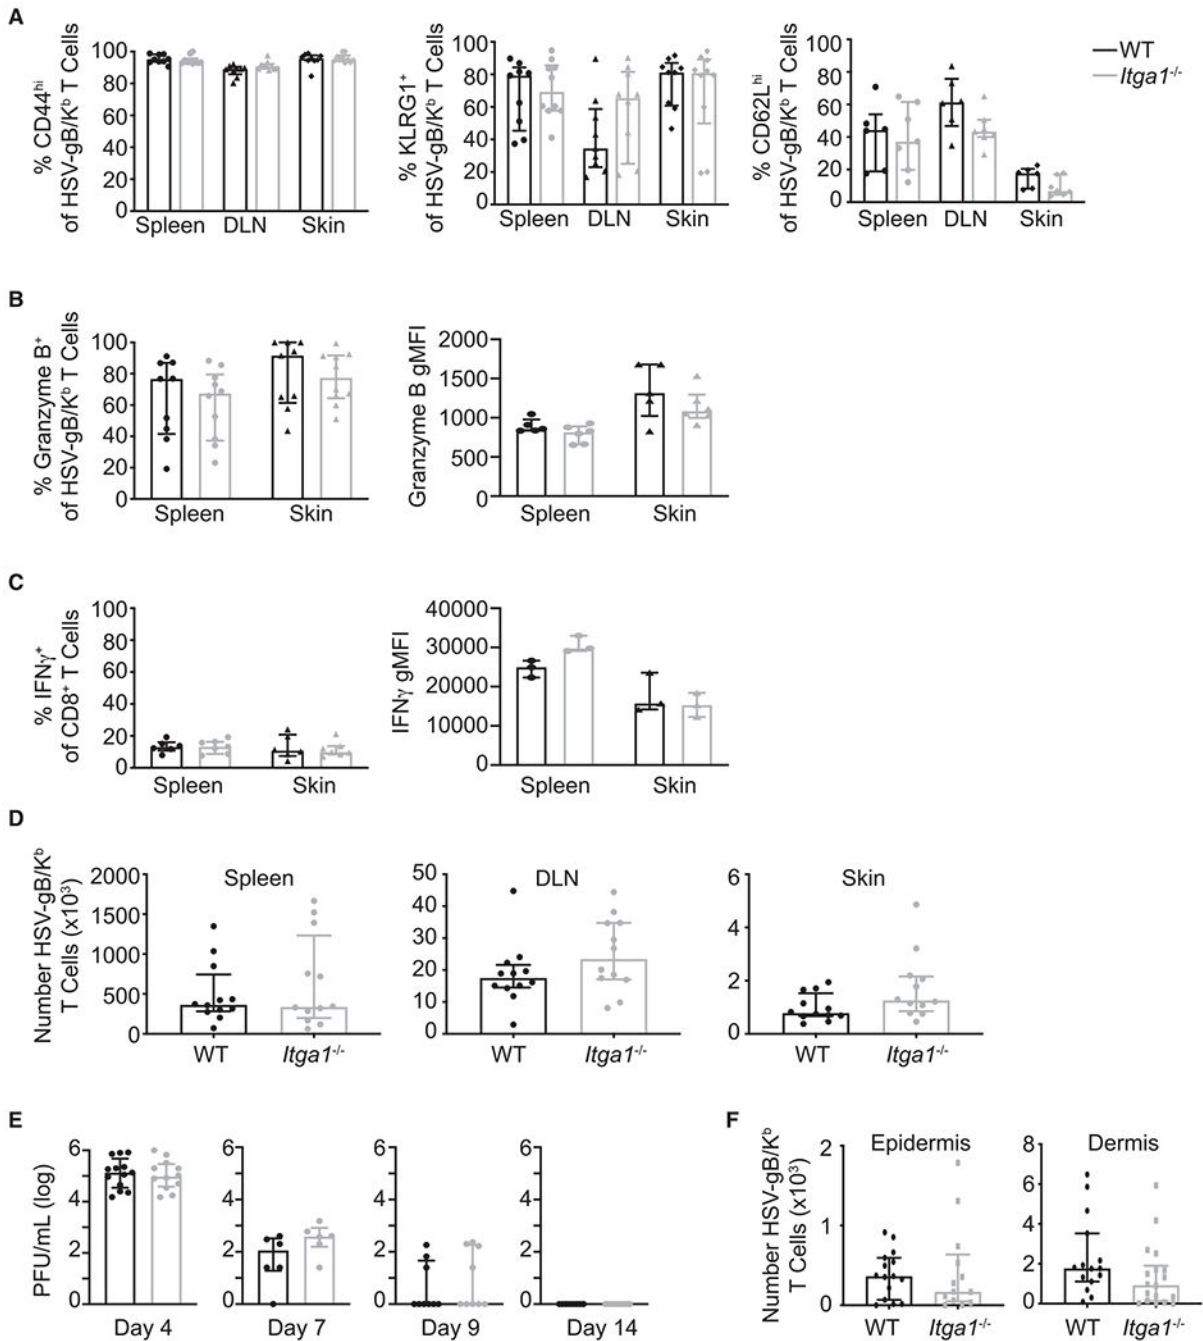 A
% CD44hi
of HSV-gB/Kb T Cells
100
80
60
40
20
0
Spleen DLN Skin
% KLRG1+
of HSV-gB/Kb T Cells
100
80
60
40
20
0
Spleen DLN Skin
% CD62Lhi
of HSV-gB/Kb T Cells
100
80
60
40
20
0
Spleen DLN Skin
WT
Itga1-/-
B
% Granzyme B+
of HSV-gB/Kb T Cells
100
80
60
40
20
0
Spleen Skin
Granzyme B gMFI
2000
1500
1000
500
0
Spleen Skin
C
% IFNγ+
of CD8+ T Cells
100
80
60
40
20
0
Spleen Skin
IFNγ gMFI
40000
30000
20000
10000
0
Spleen Skin
D
Number HSV-gB/Kb
T Cells (x10³)
Spleen
2000
1500
1000
500
0
WT Itga1-/-
DLN
50
40
30
20
10
0
WT Itga1-/-
Skin
6
4
2
0
WT Itga1-/-
E
PFU/mL (log)
6
4
2
0
Day 4
6
4
2
0
Day 7
6
4
2
0
Day 9
6
4
2
0
Day 14
F
Number HSV-gB/Kb
T Cells (x10³)
Epidermis
2
1
0
WT Itga1-/-
Dermis
8
6
4
2
0
WT Itga1-/-